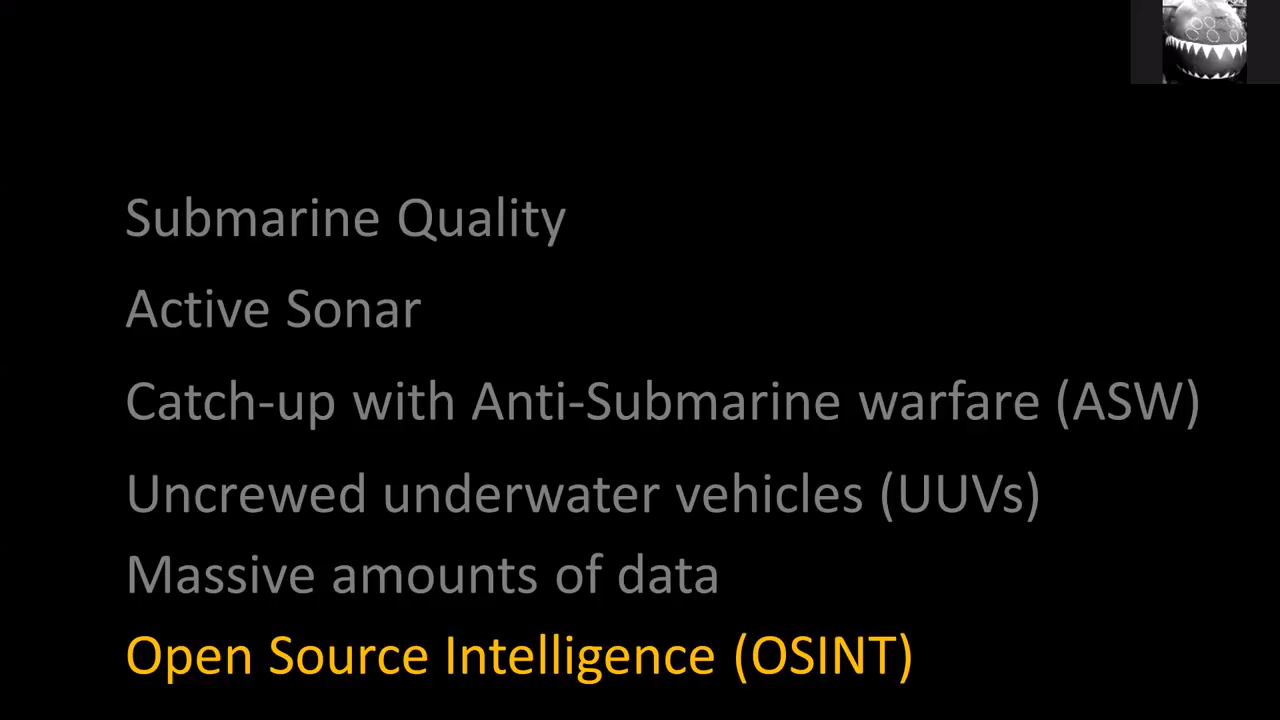 Submarine Quality
Active Sonar
Catch-up with Anti-Submarine warfare (ASW)
Uncrewed underwater vehicles (UUVs)
Massive amounts of data
Open Source Intelligence (OSINT)